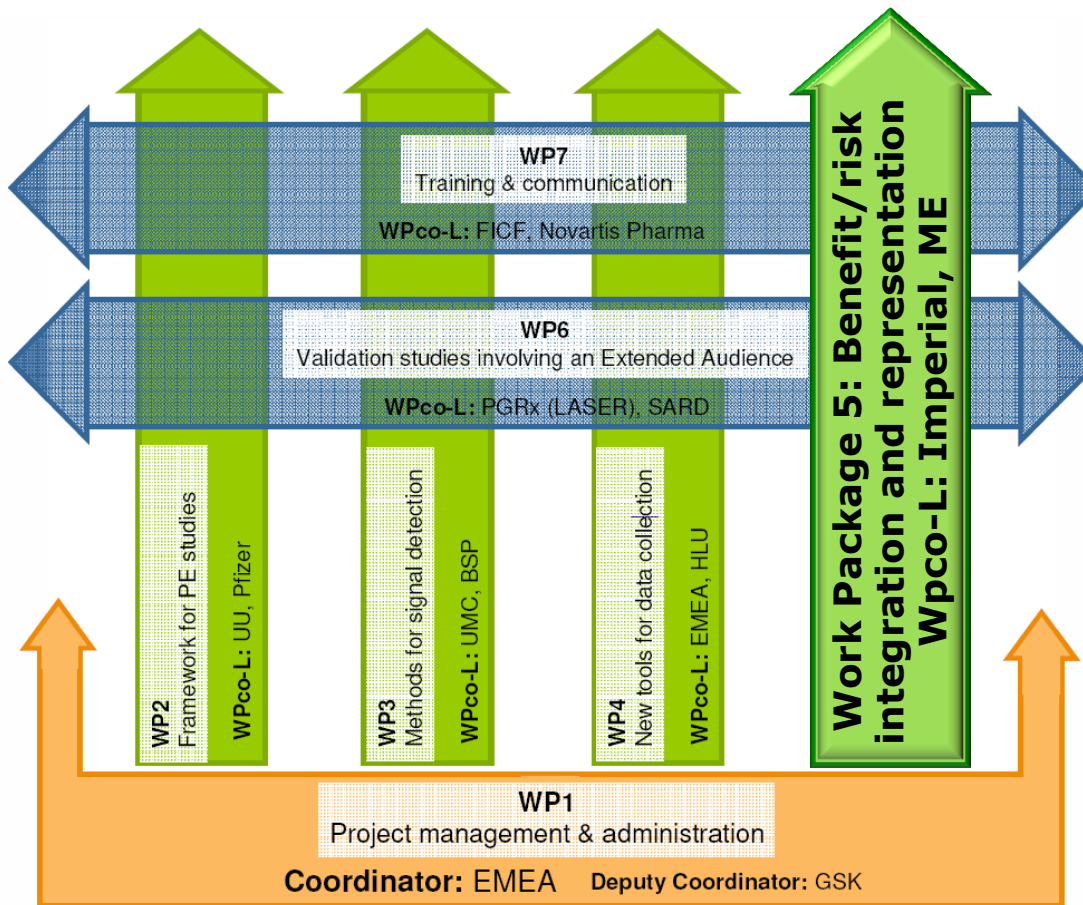 WP7
Training & communication
WPco-L: FICF, Novartis Pharma
WP6
Validation studies involving an Extended Audience
WPco-L: PGRx (LASER), SARD
WP2
Framework for PE studies
WPco-L: UU, Pfizer
WP3
Methods for signal detection
WPco-L: UMC, BSP
WP4
New tools for data collection
WPco-L: EMEA, HLU
Work Package 5: Benefit/risk
integration and representation
Wpco-L: Imperial, ME
WP1
Project management & administration
Coordinator: EMEA Deputy Coordinator: GSK